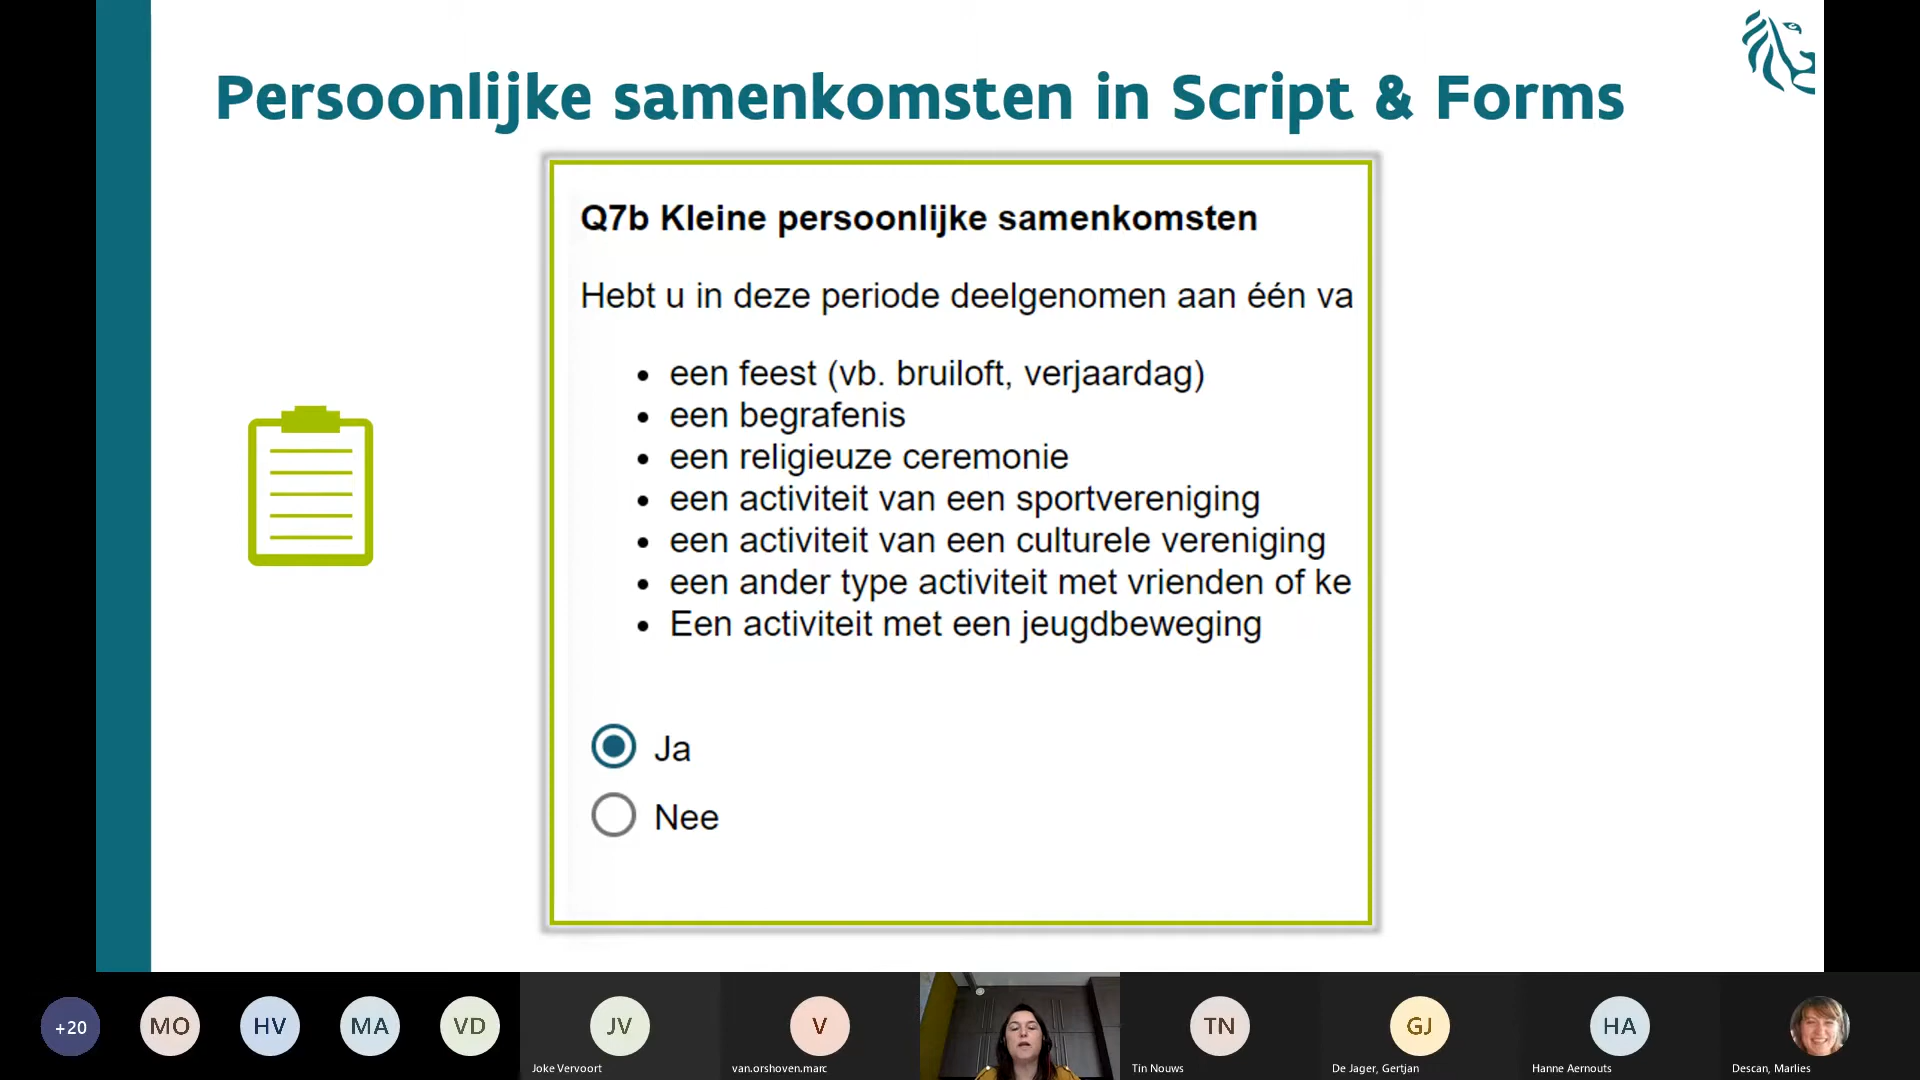 Persoonlijke samenkomsten in Script & Forms
Q7b Kleine persoonlijke samenkomsten
Hebt u in deze periode deelgenomen aan één va
• een feest (vb. bruiloft, verjaardag)
• een begrafenis
• een religieuze ceremonie
• een activiteit van een sportvereniging
• een activiteit van een culturele vereniging
• een ander type activiteit met vrienden of ke
• Een activiteit met een jeugdbeweging
Ja
Nee
+20
MO
HV
MA
VD
JV
V
TN
GJ
HA
Joke Vervoort
van.orshoven.marc
Tin Nouws
De Jager, Gertjan
Hanne Aernouts
Descan, Marlies